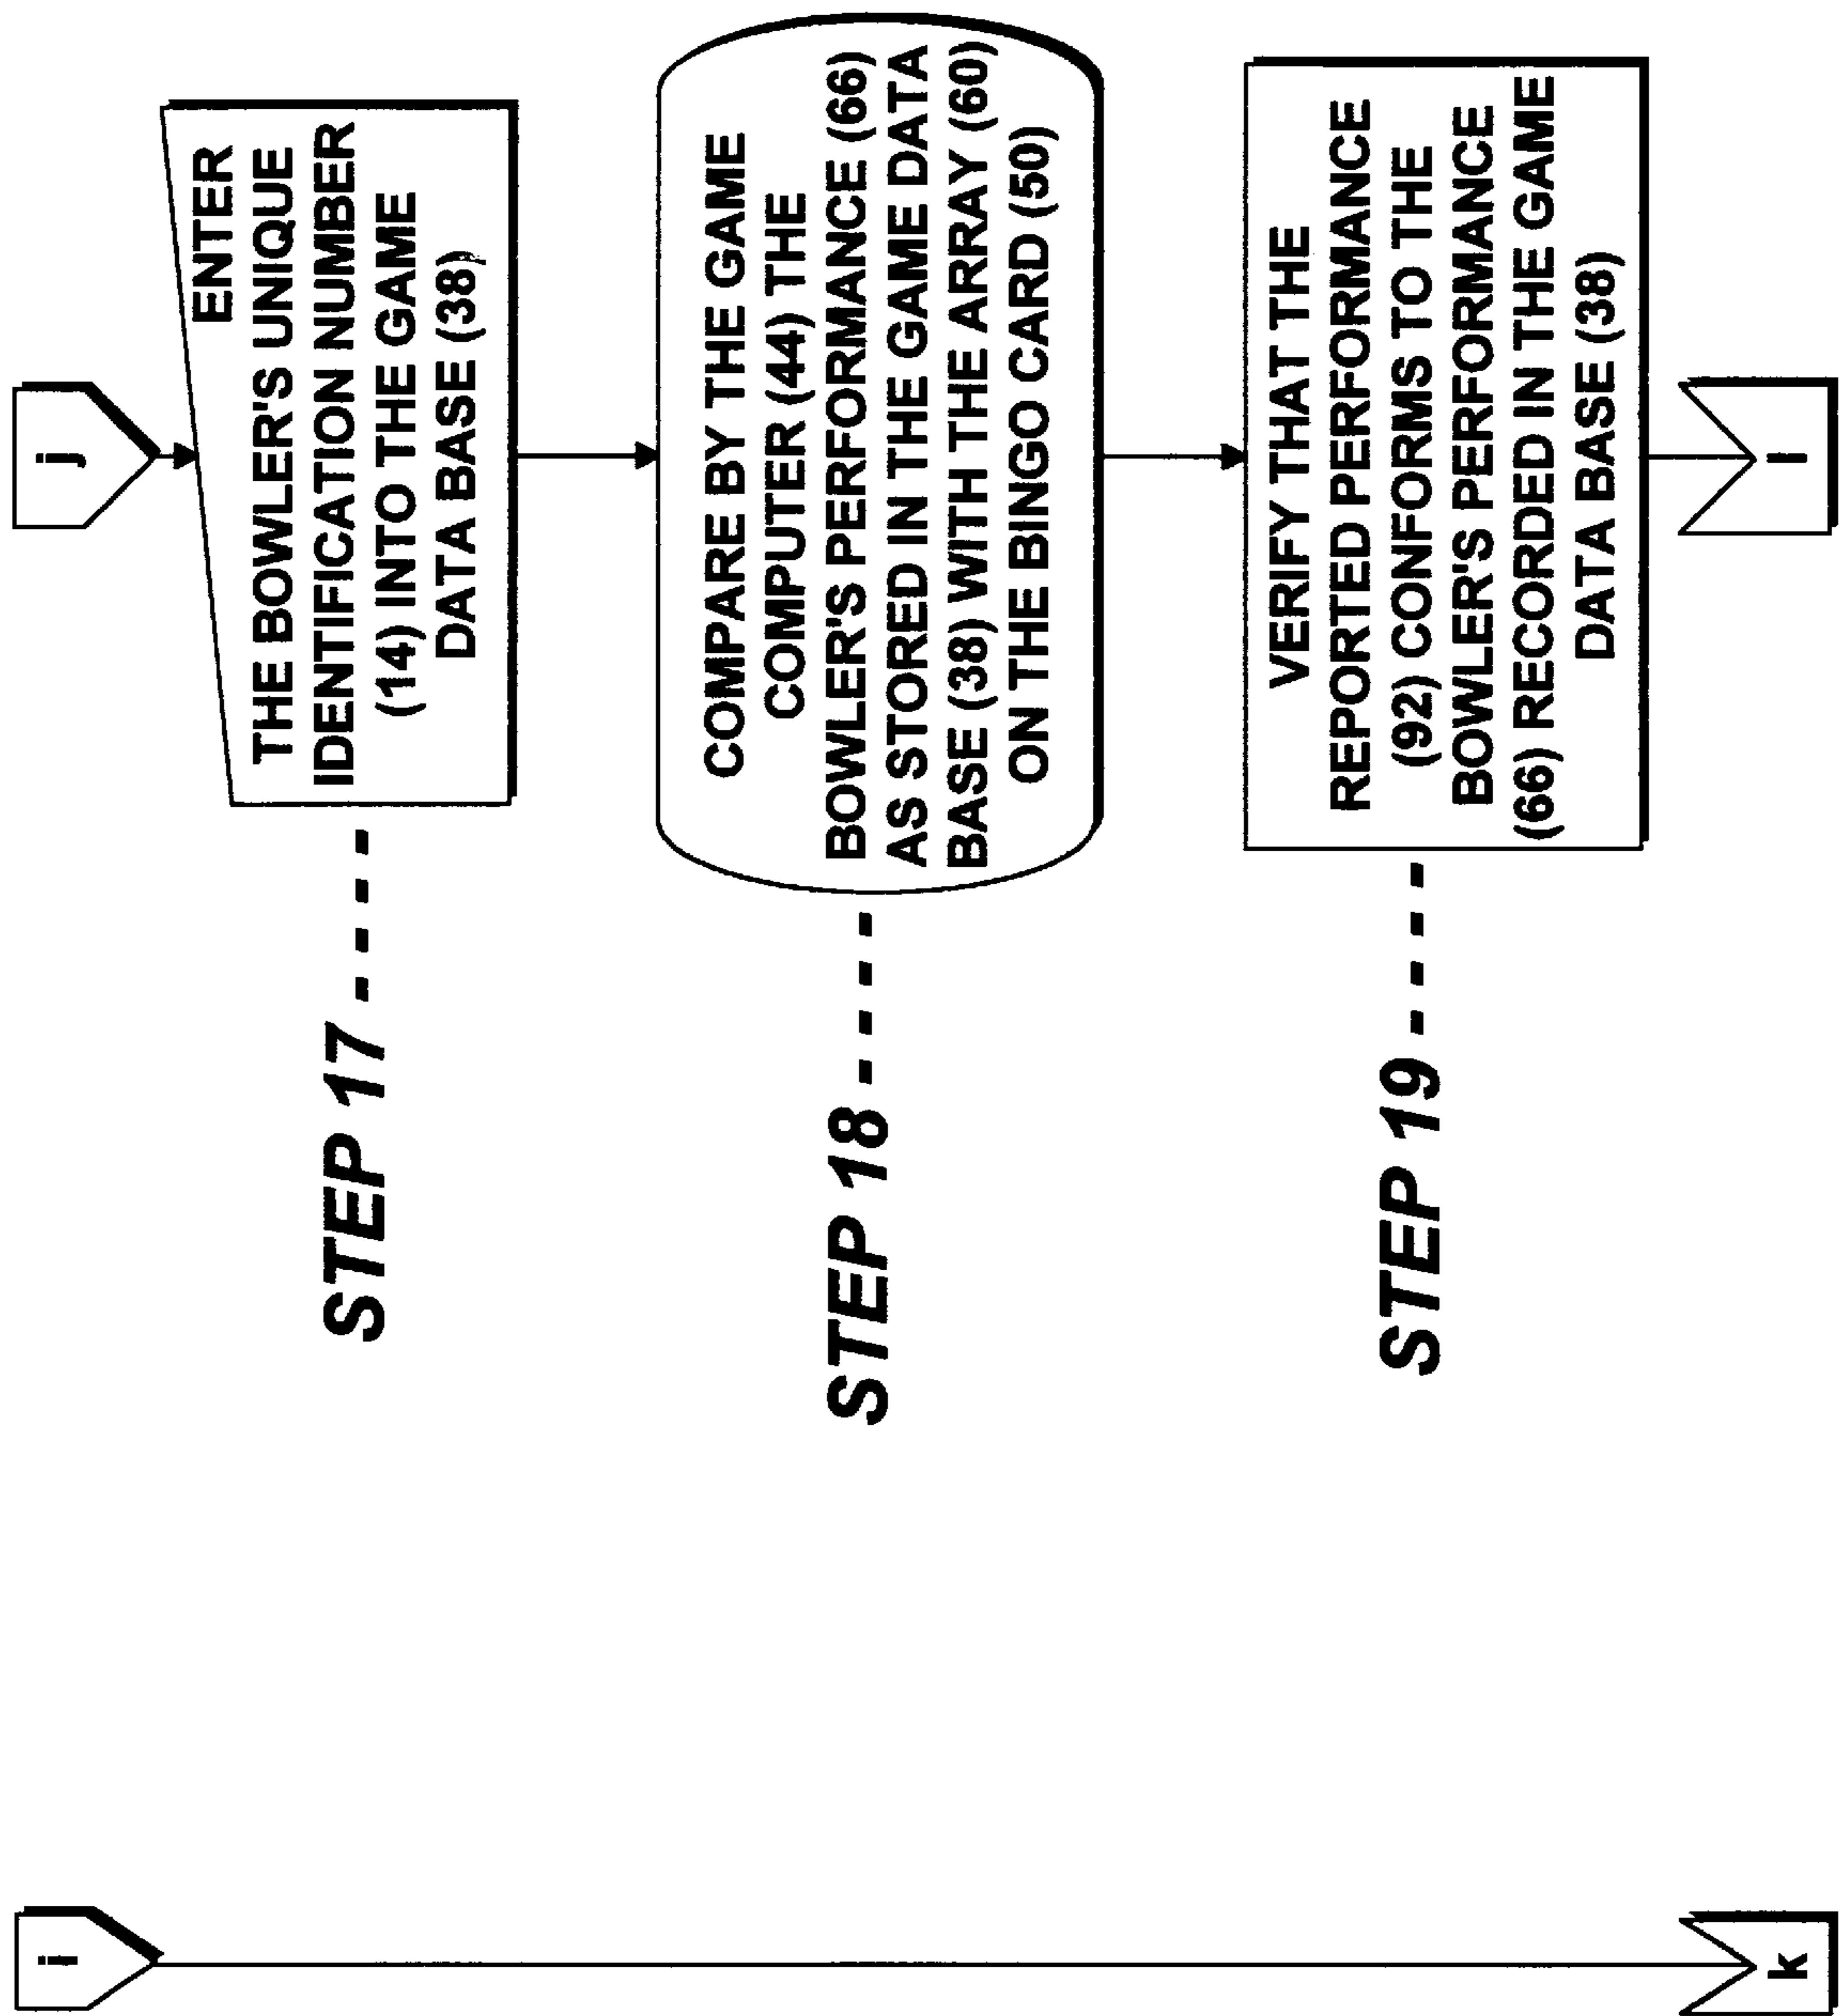 i
j
STEP 17 - - - -
ENTER
THE BOWLER'S UNIQUE
IDENTIFICATION NUMBER
(14) INTO THE GAME
DATA BASE (38)
STEP 18 - - - -
COMPARE BY THE GAME
COMPUTER (44) THE
BOWLER'S PERFORMANCE (66)
AS STORED IN THE GAME DATA
BASE (38) WITH THE ARRAY (60)
ON THE BINGO CARD (50)
STEP 19 - - - -
VERIFY THAT THE
REPORTED PERFORMANCE
(92) CONFORMS TO THE
BOWLER'S PERFORMANCE
(66) RECORDED IN THE GAME
DATA BASE (38)
k
l